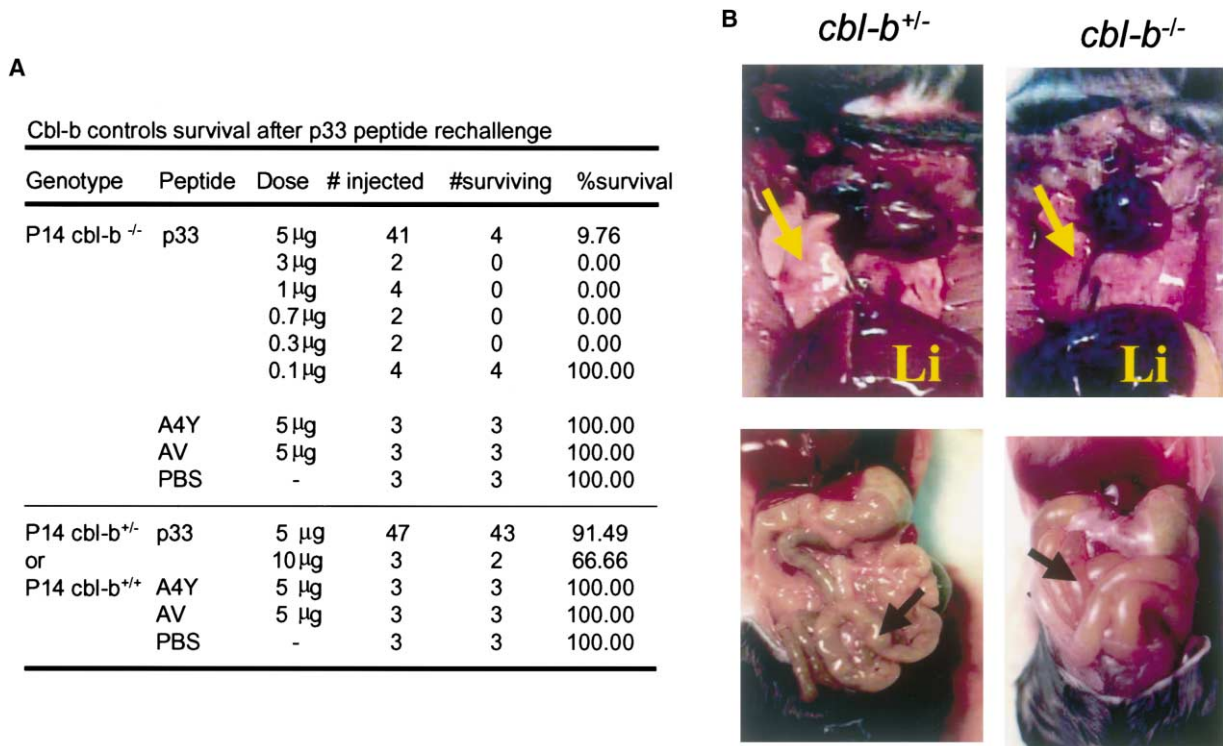 A
Cbl-b controls survival after p33 peptide rechallenge
Genotype Peptide Dose # injected #surviving %survival
P14 cbl-b -/- p33 5 µg 41 4 9.76
3 µg 2 0 0.00
1 µg 4 0 0.00
0.7 µg 2 0 0.00
0.3 µg 2 0 0.00
0.1 µg 4 4 100.00
A4Y 5 µg 3 3 100.00
AV 5 µg 3 3 100.00
PBS - 3 3 100.00
P14 cbl-b+/- p33 5 µg 47 43 91.49
or 10 µg 3 2 66.66
P14 cbl-b+/+ A4Y 5 µg 3 3 100.00
AV 5 µg 3 3 100.00
PBS - 3 3 100.00
B
cbl-b+/- cbl-b-/-
Li Li